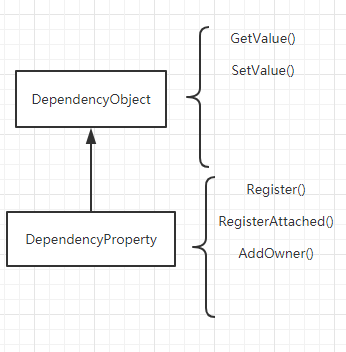 GetValue()
SetValue()
DependencyObject
Register()
RegisterAttached()
DependencyProperty
AddOwner()